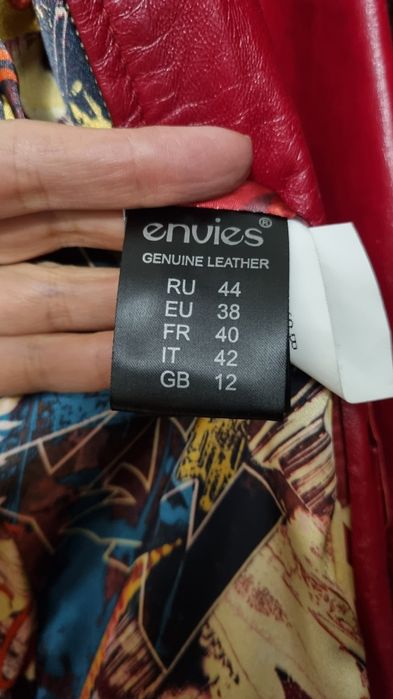 envies®
GENUINE LEATHER
RU 44
EU 38
FR 40
IT 42
GB 12